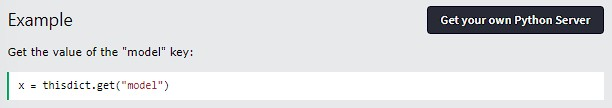 Example
Get your own Python Server
Get the value of the "model" key:
x = thisdict.get("model")